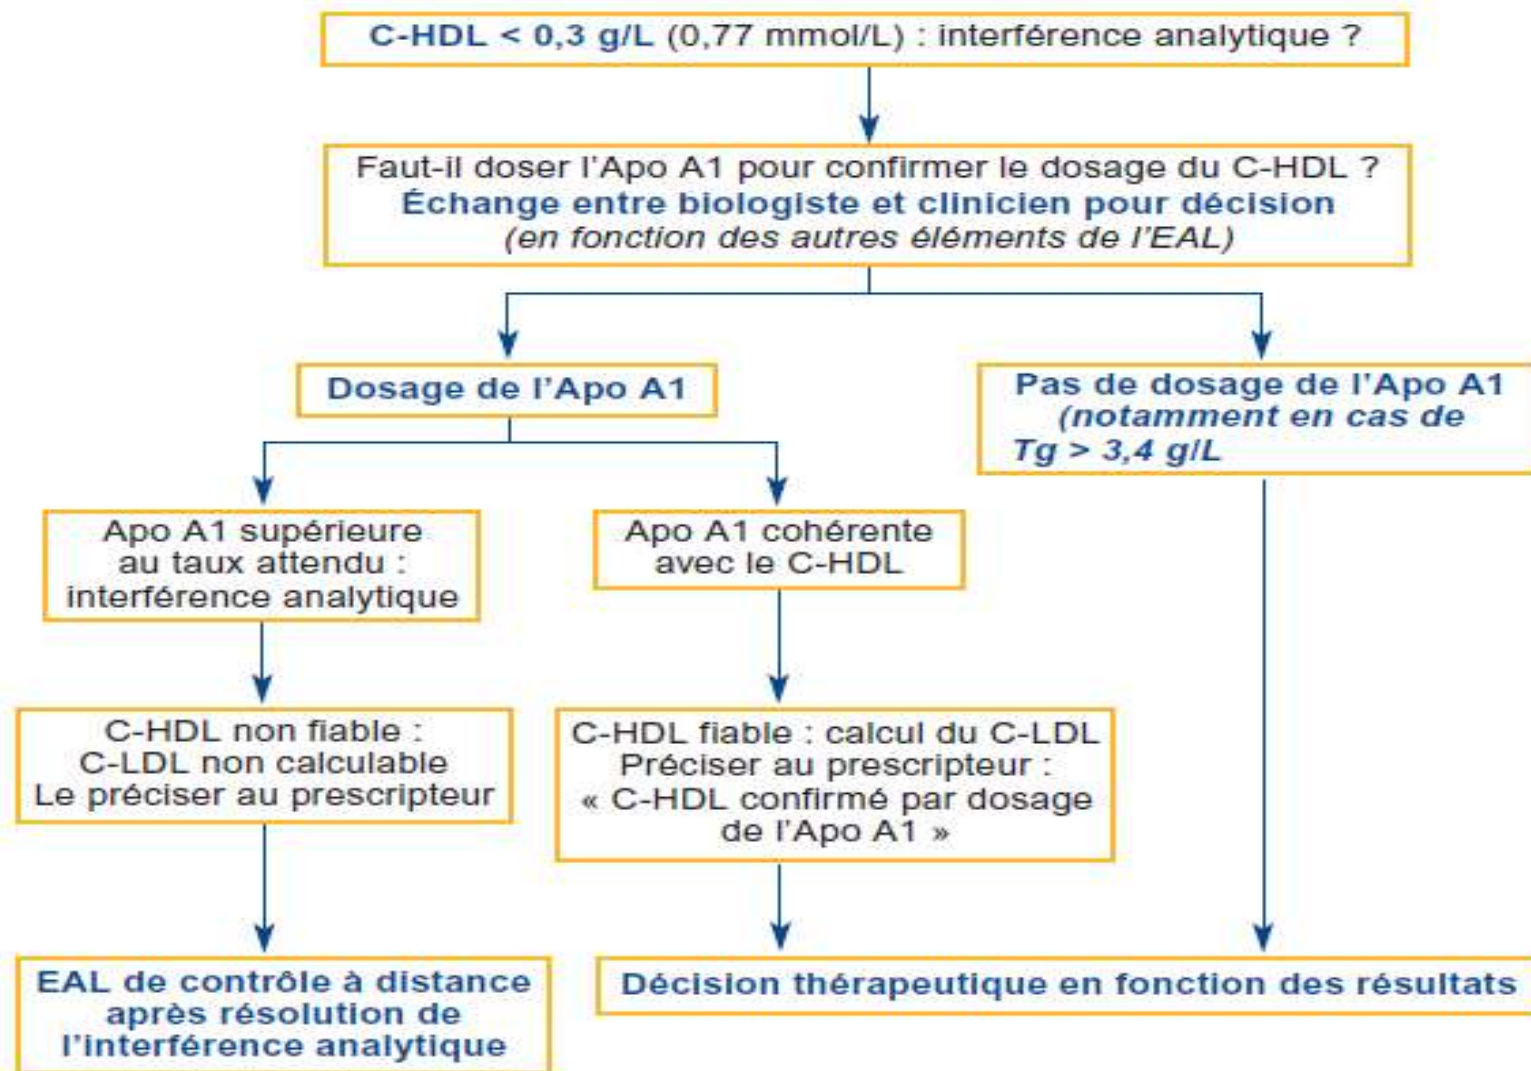 C-HDL < 0,3 g/L (0,77 mmol/L) : interférence analytique ?
Faut-il doser l'Apo A1 pour confirmer le dosage du C-HDL ?
Échange entre biologiste et clinicien pour décision
(en fonction des autres éléments de l'EAL)
Dosage de l'Apo A1
Pas de dosage de l'Apo A1
(notamment en cas de
Tg > 3,4 g/L
Apo A1 supérieure
au taux attendu :
interférence analytique
Apo A1 cohérente
avec le C-HDL
C-HDL non fiable :
C-LDL non calculable
Le préciser au prescripteur
C-HDL fiable : calcul du C-LDL
Préciser au prescripteur :
« C-HDL confirmé par dosage
de l'Apo A1 »
EAL de contrôle à distance
après résolution de
l'interférence analytique
Décision thérapeutique en fonction des résultats